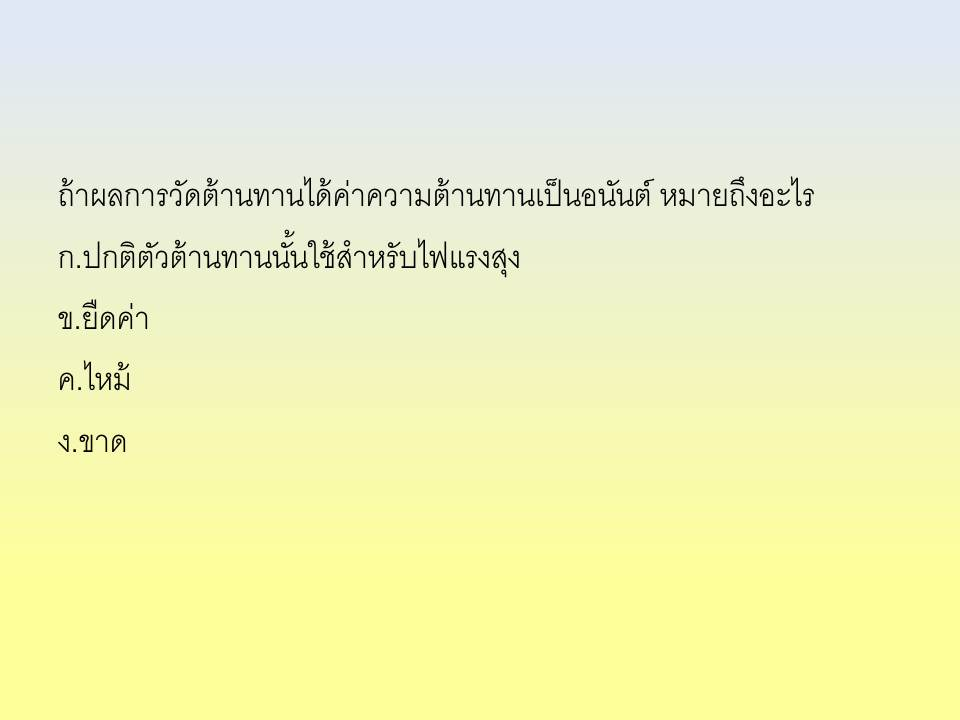 ถ้าผลการวัดต้านทานได้ค่าความต้านทานเป็นอนันต์ หมายถึงอะไร
ก.ปกติตัวต้านทานนั้นใช้สำหรับไฟแรงสุง
ข.ยืดค่า
ค.ไหม้
ง.ขาด